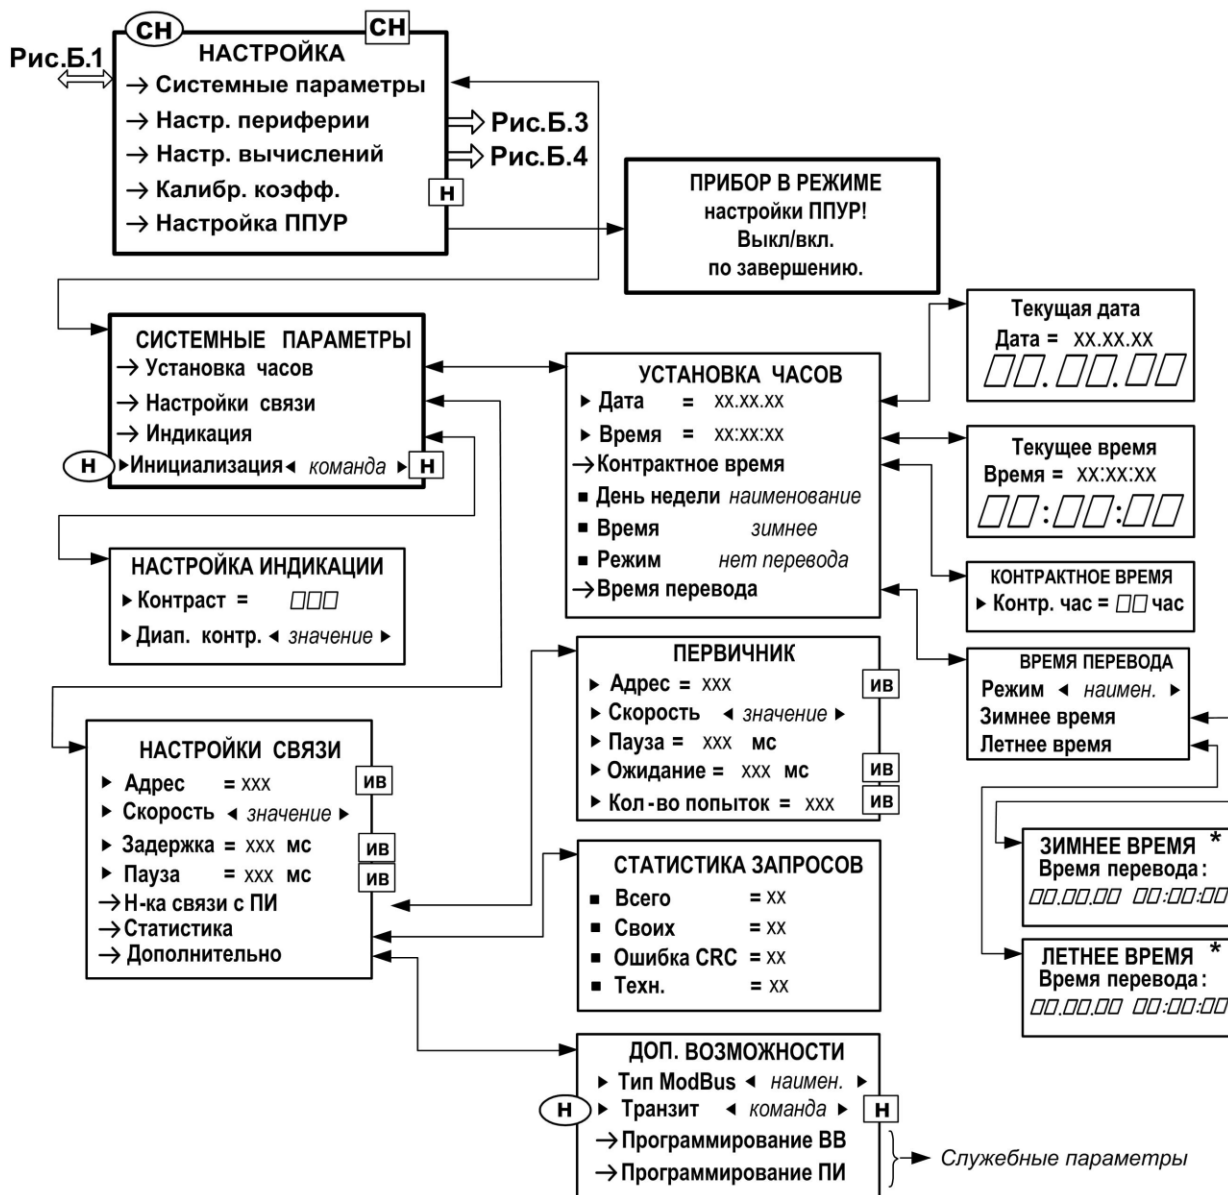 СН
СН
Рис.Б.1
НАСТРОЙКА
→ Системные параметры
→ Настр. периферии
Рис.Б.3
→ Настр. вычислений
Рис.Б.4
→ Калибр. коэфф.
Н
→ Настройка ППУР
ПРИБОР В РЕЖИМЕ
настройки ППУР!
Выкл/вкл.
по завершению.
СИСТЕМНЫЕ ПАРАМЕТРЫ
→ Установка часов
→ Настройки связи
→ Индикация
Н ▶Инициализация◀ команда ▶ Н
УСТАНОВКА ЧАСОВ
▶ Дата = xx.xx.xx
▶ Время = xx:xx:xx
→ Контрактное время
■ День недели наименование
■ Время зимнее
■ Режим нет перевода
→ Время перевода
Текущая дата
Дата = xx.xx.xx
▯▯.▯▯.▯▯
Текущее время
Время = xx:xx:xx
▯▯:▯▯:▯▯
КОНТРАКТНОЕ ВРЕМЯ
▶ Контр. час = ▯▯ час
ВРЕМЯ ПЕРЕВОДА
Режим ◀ наимен. ▶
Зимнее время
Летнее время
ЗИМНЕЕ ВРЕМЯ *
Время перевода:
▯▯.▯▯.▯▯ ▯▯:▯▯:▯▯
ЛЕТНЕЕ ВРЕМЯ *
Время перевода:
▯▯.▯▯.▯▯ ▯▯:▯▯:▯▯
НАСТРОЙКА ИНДИКАЦИИ
▶ Контраст = ▯▯▯
▶ Диап. контр. ◀ значение ▶
НАСТРОЙКИ СВЯЗИ
▶ Адрес = xxx ИВ
▶ Скорость ◀ значение ▶
▶ Задержка = xxx мс ИВ
▶ Пауза = xxx мс ИВ
→ Н-ка связи с ПИ
→ Статистика
→ Дополнительно
ПЕРВИЧНИК
▶ Адрес = xxx ИВ
▶ Скорость ◀ значение ▶
▶ Пауза = xxx мс
▶ Ожидание = xxx мс ИВ
▶ Кол-во попыток = xxx ИВ
СТАТИСТИКА ЗАПРОСОВ
■ Всего = xx
■ Своих = xx
■ Ошибка CRC = xx
■ Техн. = xx
ДОП. ВОЗМОЖНОСТИ
▶ Тип ModBus ◀ наимен. ▶
Н ▶ Транзит ◀ команда ▶ Н
→ Программирование ВВ
→ Программирование ПИ
Служебные параметры